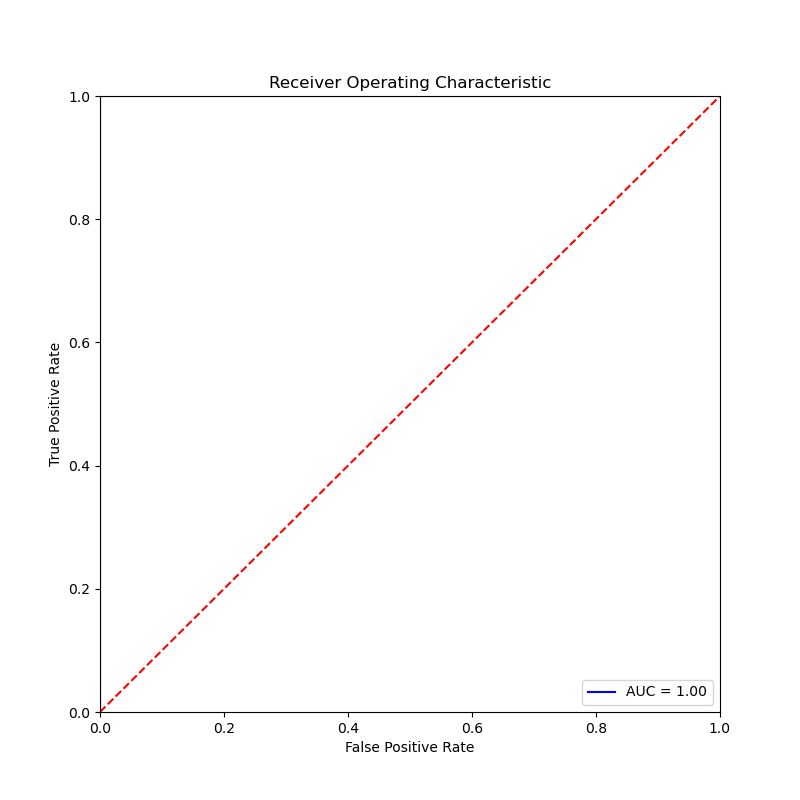 Receiver Operating Characteristic
1.0
0.8
0.6
0.4
0.2
0.0
True Positive Rate
AUC = 1.00
0.0 0.2 0.4 0.6 0.8 1.0
False Positive Rate